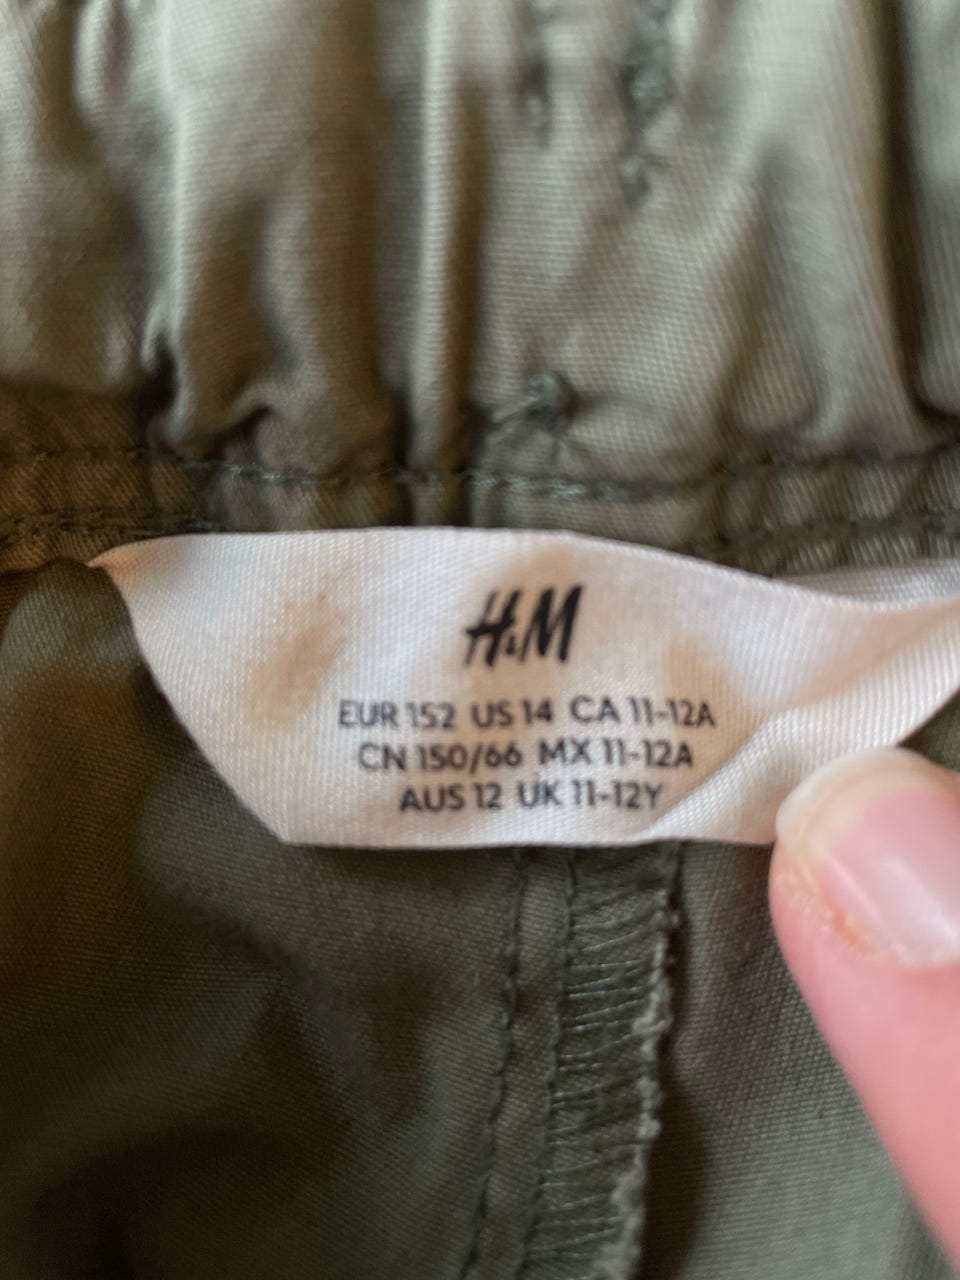 H&M
EUR 152 US 14 CA 11-12A
CN 150/66 MX 11-12A
AUS 12 UK 11-12Y